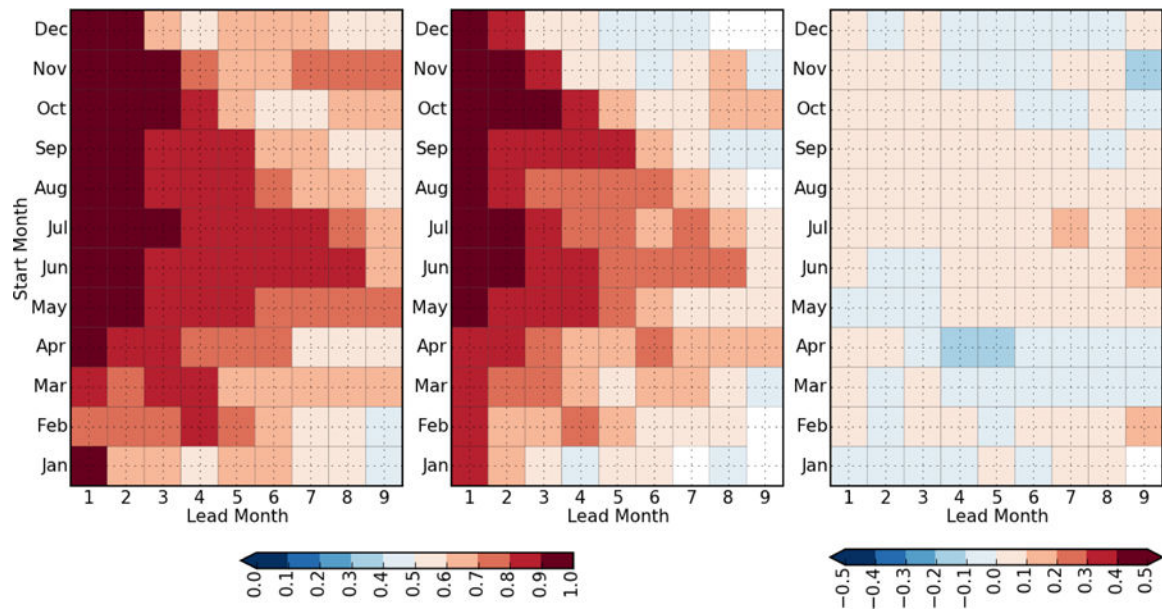 Start Month
Dec
Nov
Oct
Sep
Aug
Jul
Jun
May
Apr
Mar
Feb
Jan
1 2 3 4 5 6 7 8 9
Lead Month
Dec
Nov
Oct
Sep
Aug
Jul
Jun
May
Apr
Mar
Feb
Jan
1 2 3 4 5 6 7 8 9
Lead Month
Dec
Nov
Oct
Sep
Aug
Jul
Jun
May
Apr
Mar
Feb
Jan
1 2 3 4 5 6 7 8 9
Lead Month
0.0 0.1 0.2 0.3 0.4 0.5 0.6 0.7 0.8 0.9 1.0
−0.5 −0.4 −0.3 −0.2 −0.1 0.0 0.1 0.2 0.3 0.4 0.5